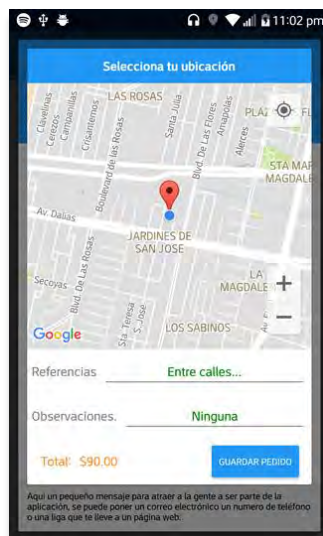 11:02 pm
Selecciona tu ubicación
LAS ROSAS
Clavelinas
Cerezos
Campanillas
Crisantemos
Boulevard de las Rosas
Santa Julia
Blvd. De Las Flores
Amapolas
Alerces
PLAZ
STA MAR
MAGDALE
Av. Dalias
JARDINES DE
SAN JOSE
Secoyas
Blvd. De Las Rosas
LA
MAGDALE
Sta. Teresa
S. Jose
LOS SABINOS
Google
Referencias Entre calles...
Observaciones. Ninguna
Total: $90.00 GUARDAR PEDIDO
Aqui un pequeño mensaje para atraer a la gente a ser parte de la
aplicación, se puede poner un correo electrónico un numero de teléfono
o una liga que te lleve a un página web.